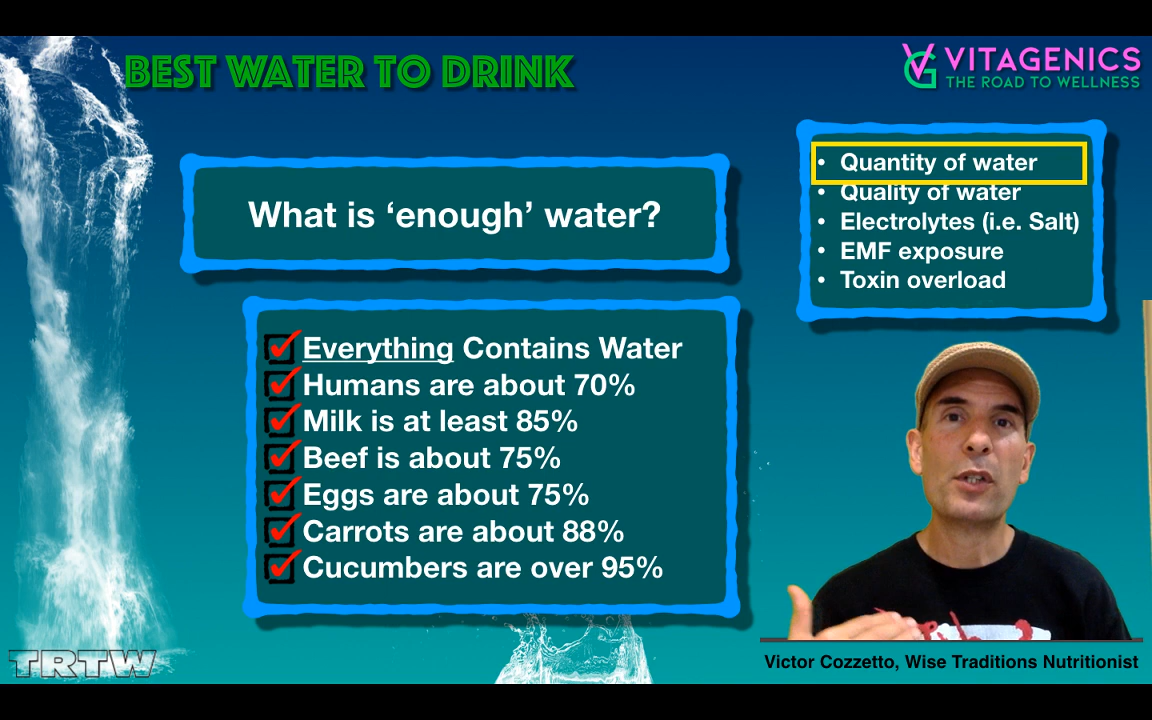 BEST WATER TO DRINK
VITAGENICS
THE ROAD TO WELLNESS
What is ‘enough’ water?
• Quantity of water
• Quality of water
• Electrolytes (i.e. Salt)
• EMF exposure
• Toxin overload
Everything Contains Water
Humans are about 70%
Milk is at least 85%
Beef is about 75%
Eggs are about 75%
Carrots are about 88%
Cucumbers are over 95%
TRTW
Victor Cozzetto, Wise Traditions Nutritionist